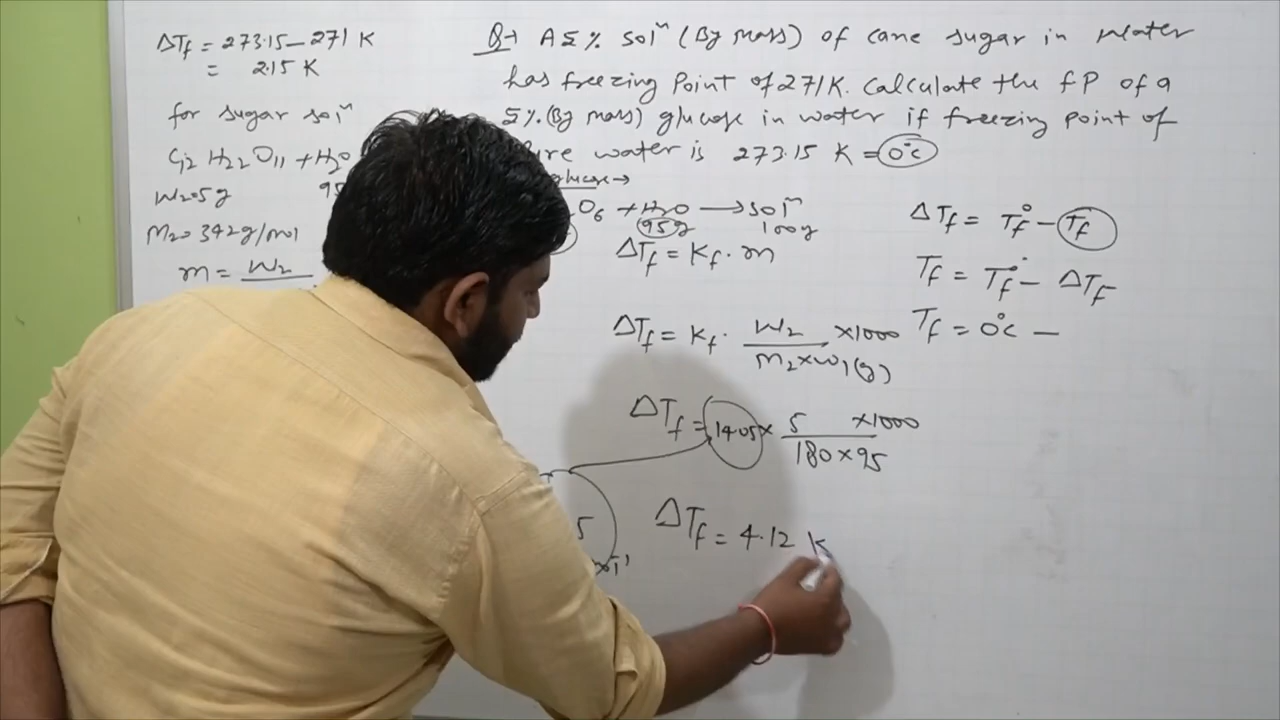 ΔTf = 273.15 – 271 K
= 2.15 K
for sugar solⁿ
C12 H22 O11 + H2O
W2 = 5g
95
M2 = 342 g/mol
m = W2
Q→ A 5% solⁿ (By mass) of cane sugar in water
has freezing Point of 271 K. Calculate the f P of a
5% (By mass) glucose in water if freezing point of
water is 273.15 K = 0°C
glucose →
O6 + H2O ⟶ solⁿ
95g 100g
ΔTf = Kf · m
ΔTf = Kf · W2 / M2 × W1(g) × 1000
ΔTf = 14.05 × 5 × 1000 / 180 × 95
5
ΔTf = 4.12 K
ΔTf = T°f – Tf
Tf = T°f – ΔTf
Tf = 0°C –